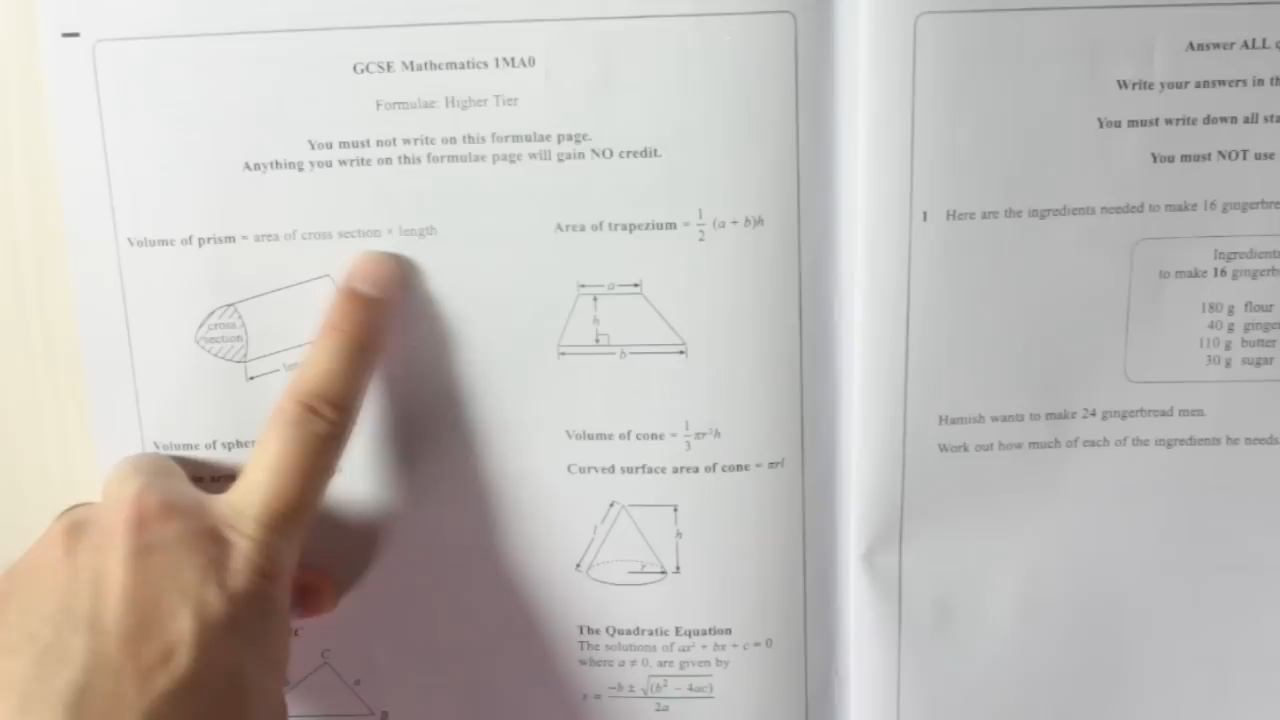 GCSE Mathematics 1MA0
Formulae: Higher Tier
You must not write on this formulae page.
Anything you write on this formulae page will gain NO credit.
Volume of prism = area of cross section × length
cross
section
Area of trapezium = 1/2 (a + b)h
a
h
b
Volume of
Volume of cone = 1/3 πr²h
Curved surface area of cone = πrl
l
h
r
C
a
B
The Quadratic Equation
The solutions of ax² + bx + c = 0
where a ≠ 0, are given by
x = -b ± √(b² - 4ac) / 2a
Answer ALL
Write your answers in
You must write down all
You must NOT use
1 Here are the ingredients needed to make 16
Ingredients
to make 16
180 g flour
40 g
110 g butter
30 g sugar
Hamish wants to make 24 gingerbread men.
Work out how much of each of the ingredients he needs.